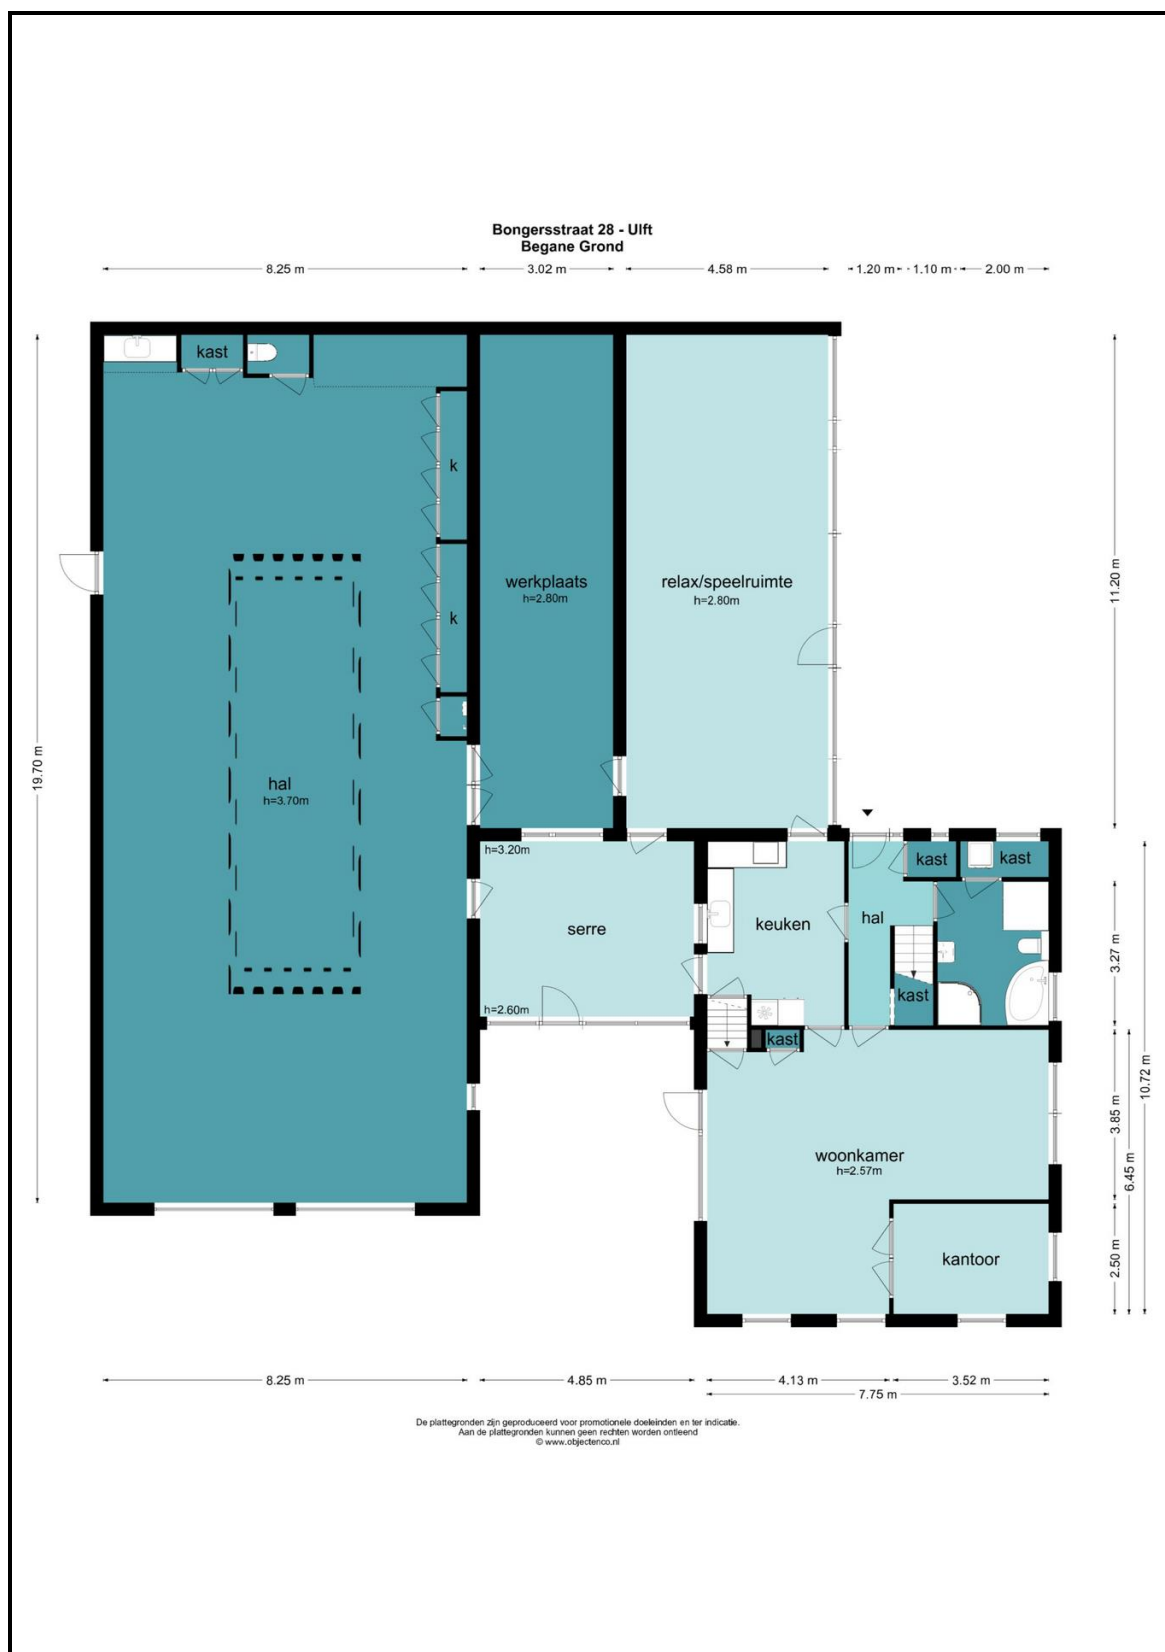 Bongersstraat 28 - Ulft
Begane Grond
8.25 m
3.02 m
4.58 m
1.20 m
1.10 m
2.00 m
kast
k
k
werkplaats
h=2.80m
relax/speelruimte
h=2.80m
11.20 m
19.70 m
hal
h=3.70m
h=3.20m
serre
h=2.60m
keuken
hal
kast
kast
kast
kast
3.27 m
10.72 m
3.85 m
6.45 m
2.50 m
woonkamer
h=2.57m
kantoor
8.25 m
4.85 m
4.13 m
3.52 m
7.75 m
De plattegronden zijn geproduceerd voor promotionele doeleinden en ter indicatie.
Aan de plattegronden kunnen geen rechten worden ontleend
© www.objectenco.nl